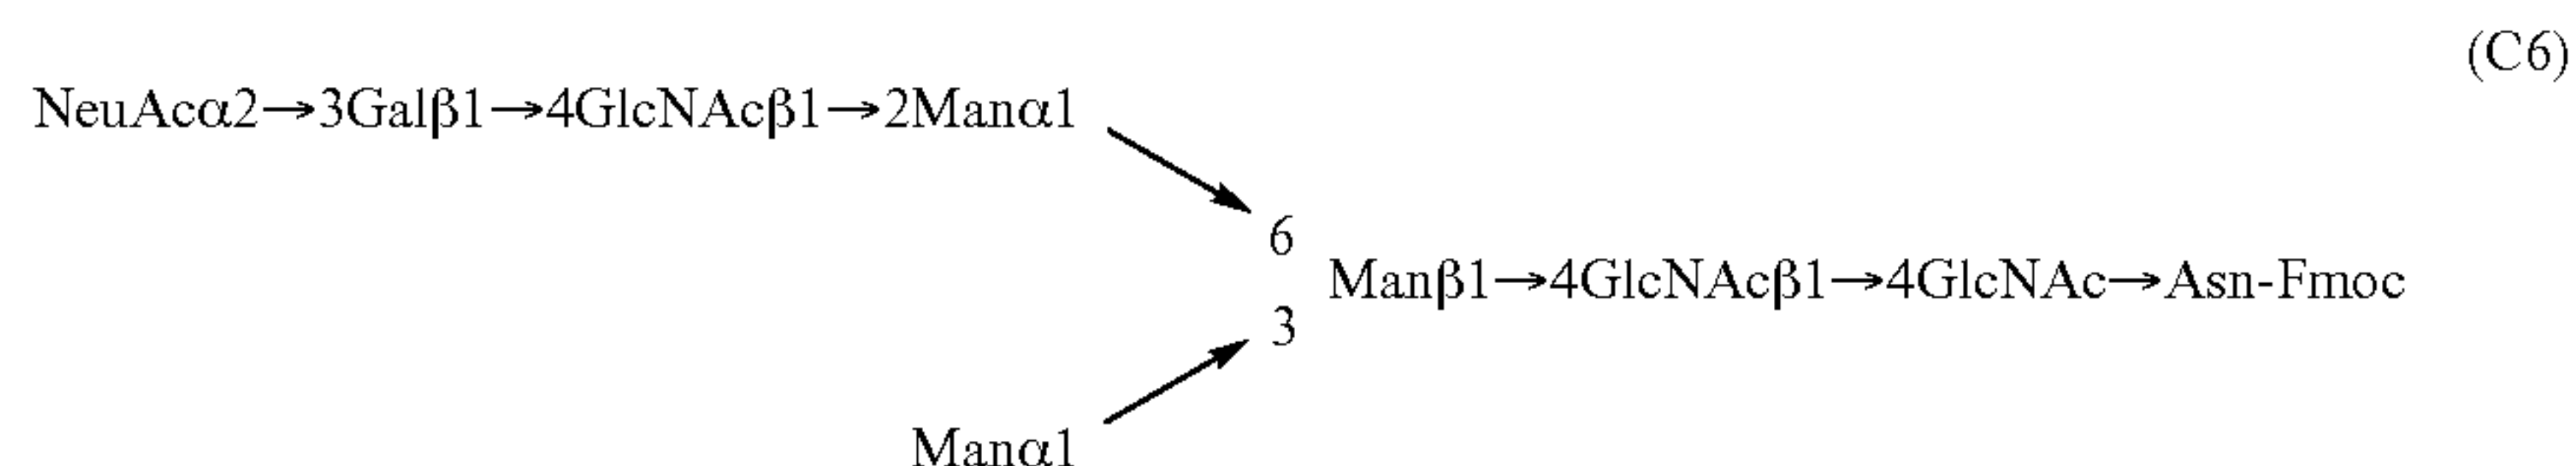 (C6)
NeuAcα2→3Galβ1→4GlcNAcβ1→2Manα1
6
Manβ1→4GlcNAcβ1→4GlcNAc→Asn-Fmoc
3
Manα1